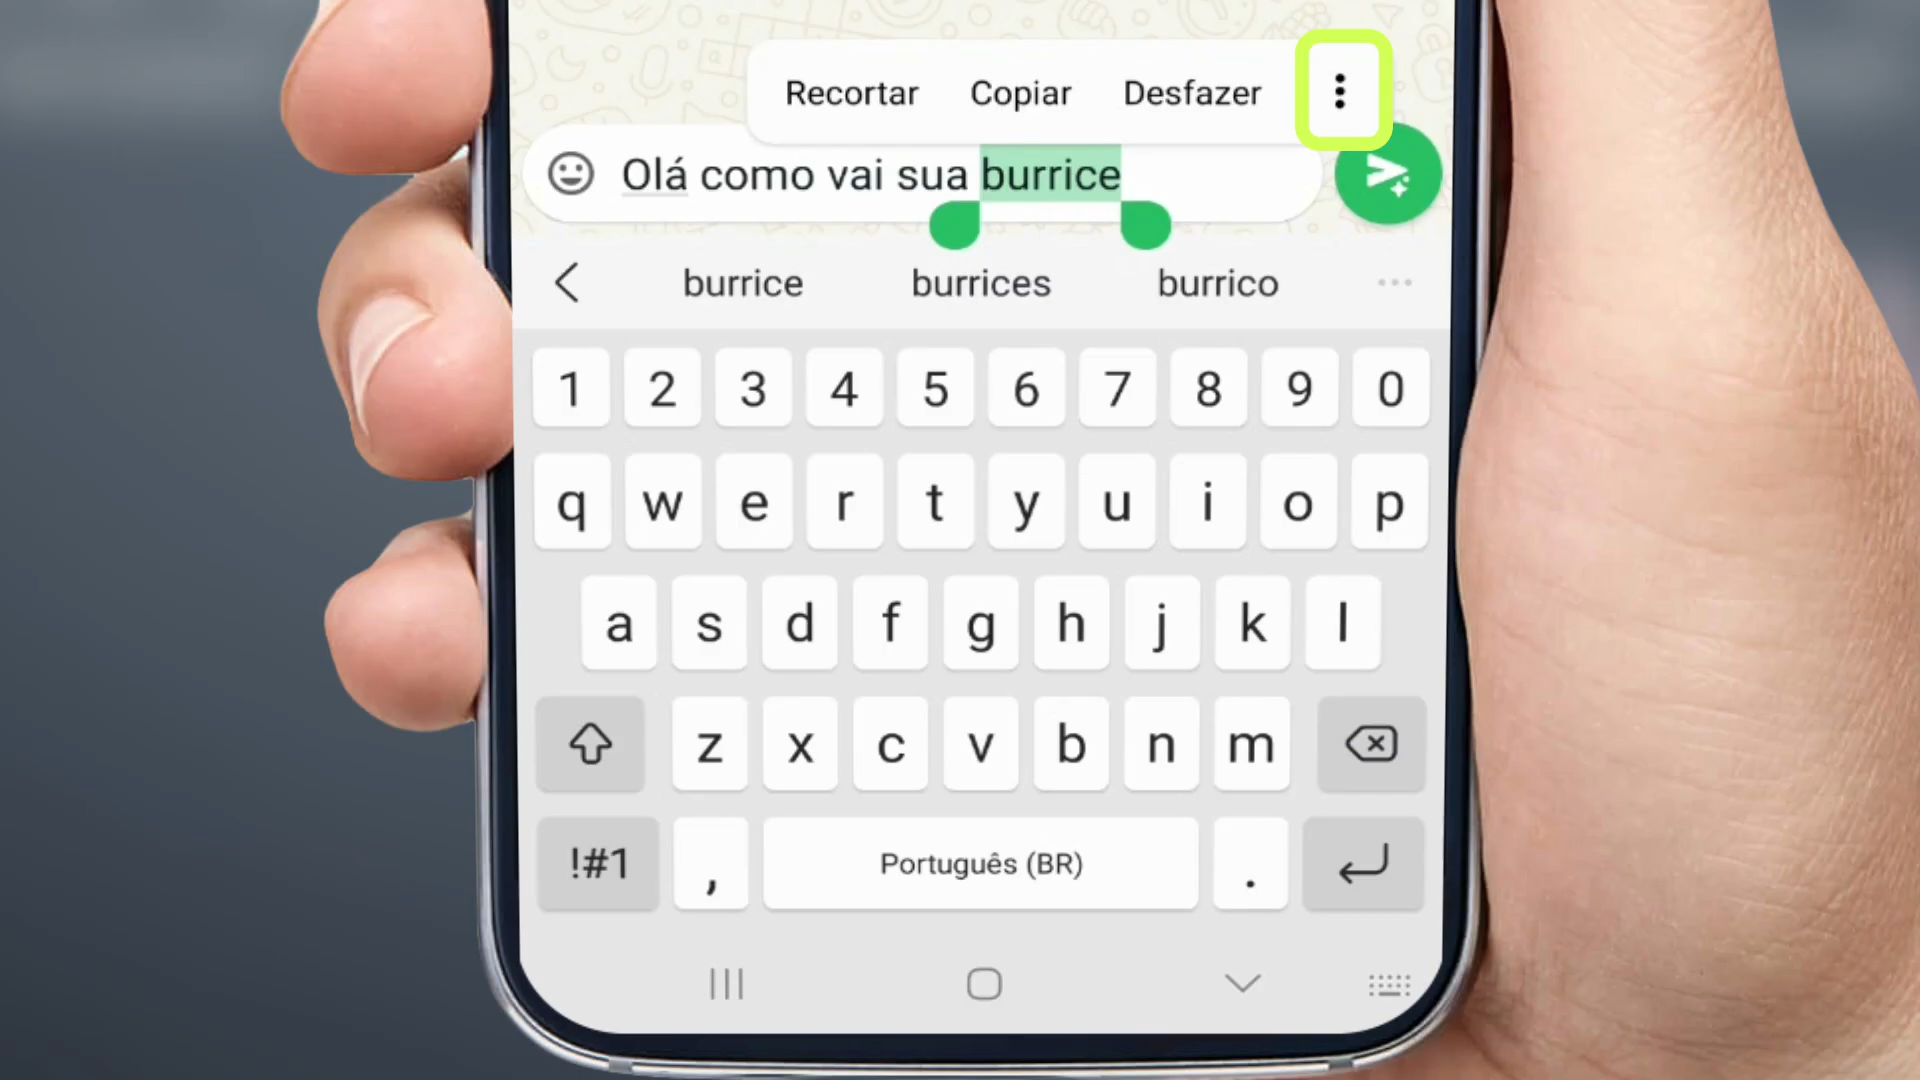 Recortar Copiar Desfazer
Olá como vai sua burrice
burrice burrices burrico
1 2 3 4 5 6 7 8 9 0
q w e r t y u i o p
a s d f g h j k l
z x c v b n m
!#1 , Português (BR) .